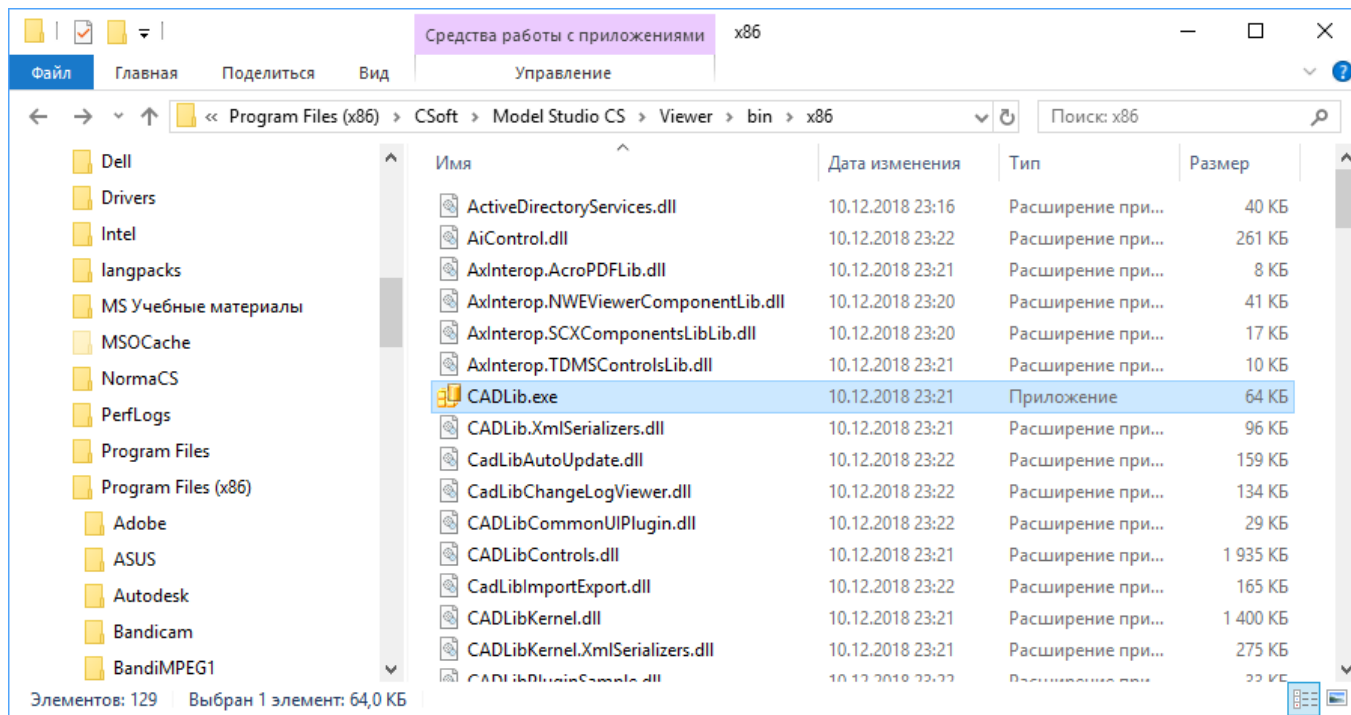 Средства работы с приложениями x86
Файл Главная Поделиться Вид Управление
« Program Files (x86) > CSoft > Model Studio CS > Viewer > bin > x86 Поиск: x86
Dell
Drivers
Intel
langpacks
MS Учебные материалы
MSOCache
NormaCS
PerfLogs
Program Files
Program Files (x86)
Adobe
ASUS
Autodesk
Bandicam
BandiMPEG1
Имя Дата изменения Тип Размер
ActiveDirectoryServices.dll 10.12.2018 23:16 Расширение при... 40 КБ
AiControl.dll 10.12.2018 23:22 Расширение при... 261 КБ
AxInterop.AcroPDFLib.dll 10.12.2018 23:21 Расширение при... 8 КБ
AxInterop.NWEViewerComponentLib.dll 10.12.2018 23:20 Расширение при... 41 КБ
AxInterop.SCXComponentsLibLib.dll 10.12.2018 23:20 Расширение при... 17 КБ
AxInterop.TDMSControlsLib.dll 10.12.2018 23:21 Расширение при... 10 КБ
CADLib.exe 10.12.2018 23:21 Приложение 64 КБ
CADLib.XmlSerializers.dll 10.12.2018 23:21 Расширение при... 96 КБ
CadLibAutoUpdate.dll 10.12.2018 23:22 Расширение при... 159 КБ
CadLibChangeLogViewer.dll 10.12.2018 23:22 Расширение при... 134 КБ
CADLibCommonUIPlugin.dll 10.12.2018 23:22 Расширение при... 29 КБ
CADLibControls.dll 10.12.2018 23:21 Расширение при... 1 935 КБ
CadLibImportExport.dll 10.12.2018 23:22 Расширение при... 165 КБ
CADLibKernel.dll 10.12.2018 23:21 Расширение при... 1 400 КБ
CADLibKernel.XmlSerializers.dll 10.12.2018 23:21 Расширение при... 275 КБ
CADLibPluginSample.dll 10.12.2018 23:22 Расширение при... 33 КБ
Элементов: 129 Выбран 1 элемент: 64,0 КБ